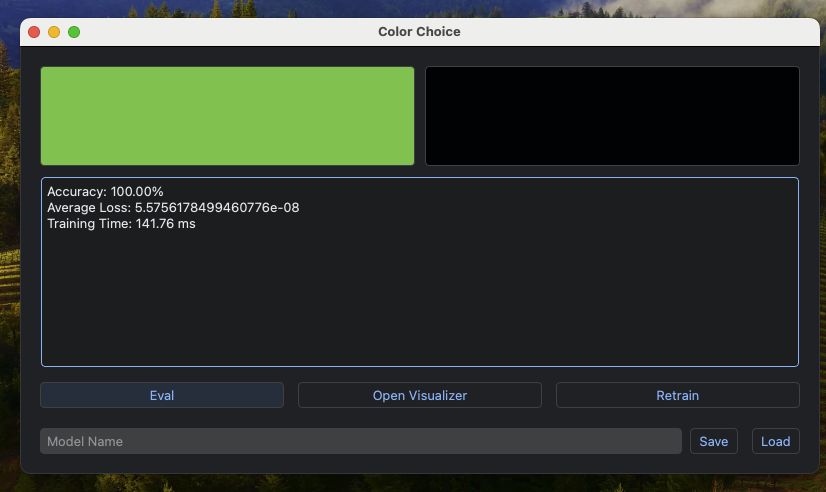 Color Choice
Accuracy: 100.00%
Average Loss: 5.5756178499460776e-08
Training Time: 141.76 ms
Eval
Open Visualizer
Retrain
Model Name
Save
Load